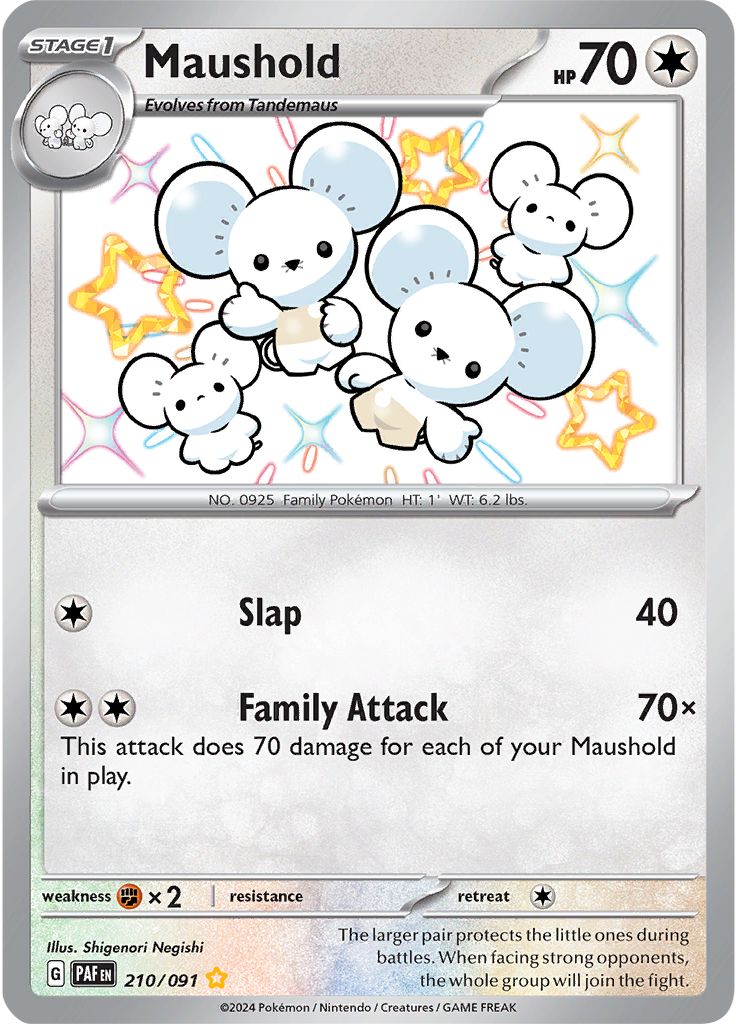 STAGE1
Maushold
HP 70
Evolves from Tandemaus
NO. 0925 Family Pokémon HT: 1' WT: 6.2 lbs.
Slap 40
Family Attack 70×
This attack does 70 damage for each of your Maushold
in play.
weakness ×2 resistance retreat
Illus. Shigenori Negishi
The larger pair protects the little ones during
battles. When facing strong opponents,
the whole group will join the fight.
G PAF EN 210/091
©2024 Pokémon / Nintendo / Creatures / GAME FREAK